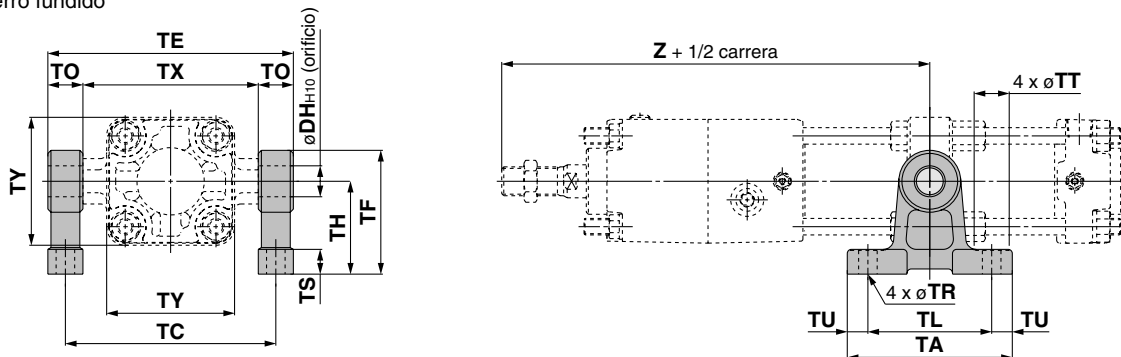 erro fundido
TE
TO TX TO
øDHH10 (orificio)
TY
TH
TF
TS
TY
TC
Z + 1/2 carrera
4 x øTT
4 x øTR
TU TL TU
TA